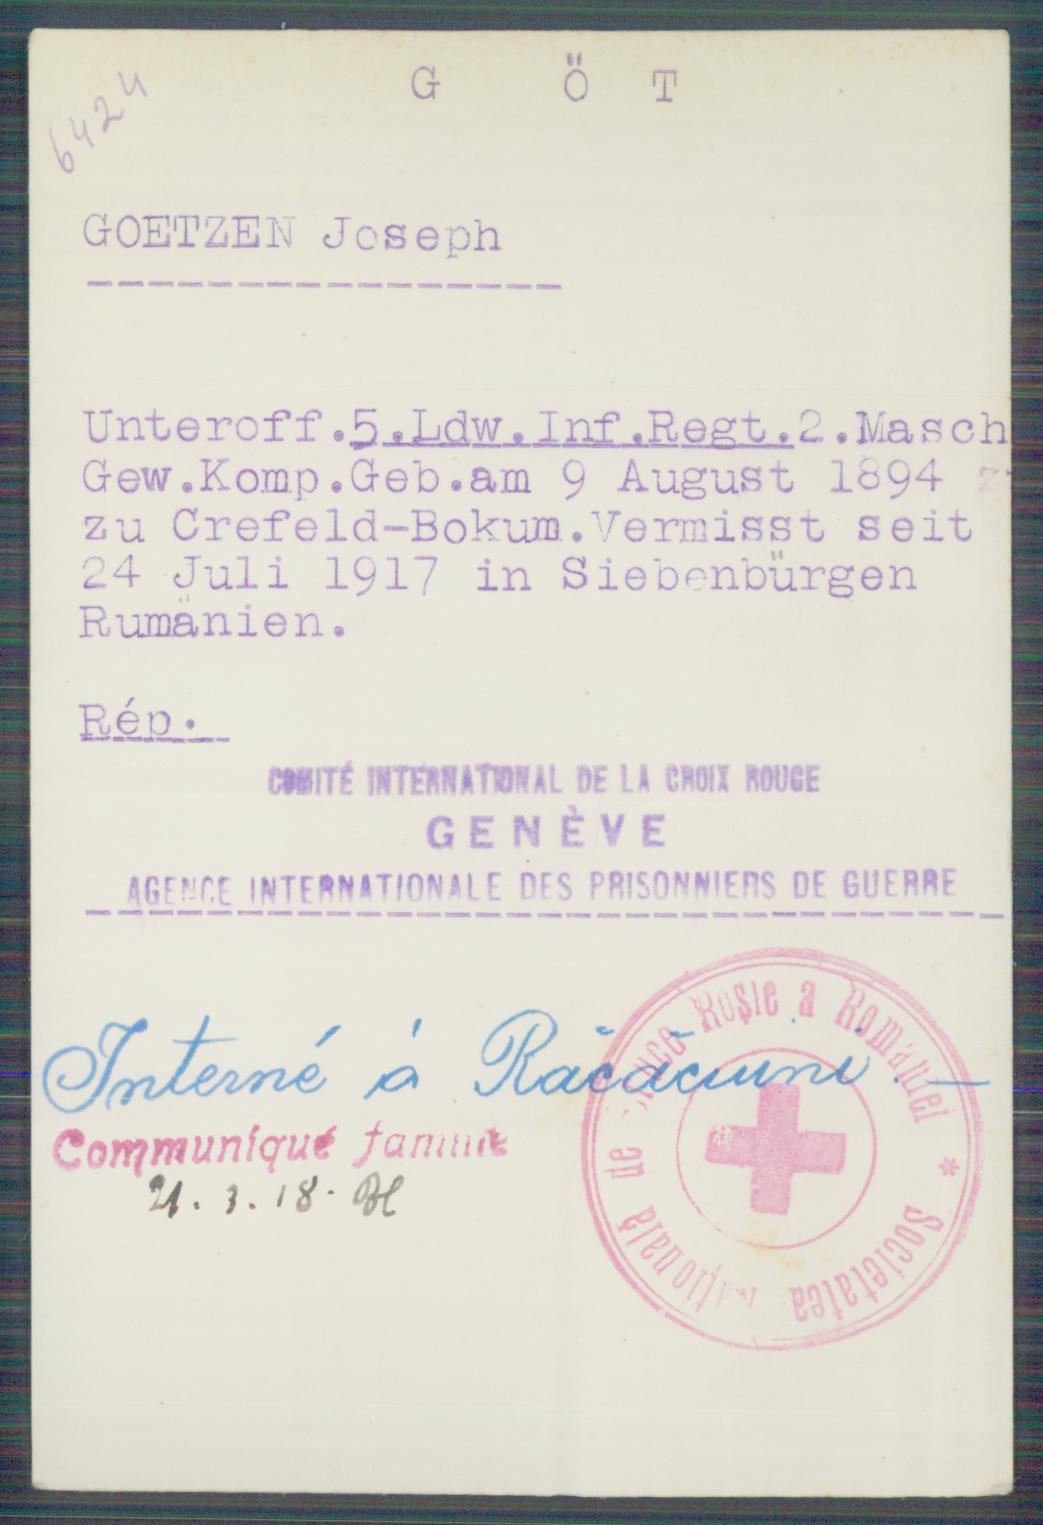 G Ö T
6424
GOETZEN Joseph
Unteroff.5.Ldw.Inf.Regt.2.Masch
Gew.Komp.Geb.am 9 August 1894 z
zu Crefeld-Bokum.Vermisst seit
24 Juli 1917 in Siebenbürgen
Rumänien.
Rép.
COMITÉ INTERNATIONAL DE LA CROIX ROUGE
GENÈVE
AGENCE INTERNATIONALE DES PRISONNIERS DE GUERRE
Interné à Răcăciuni. —
Communiqué famille
21. 3. 18.
Societatea Națională de Cruce Roșie a României *